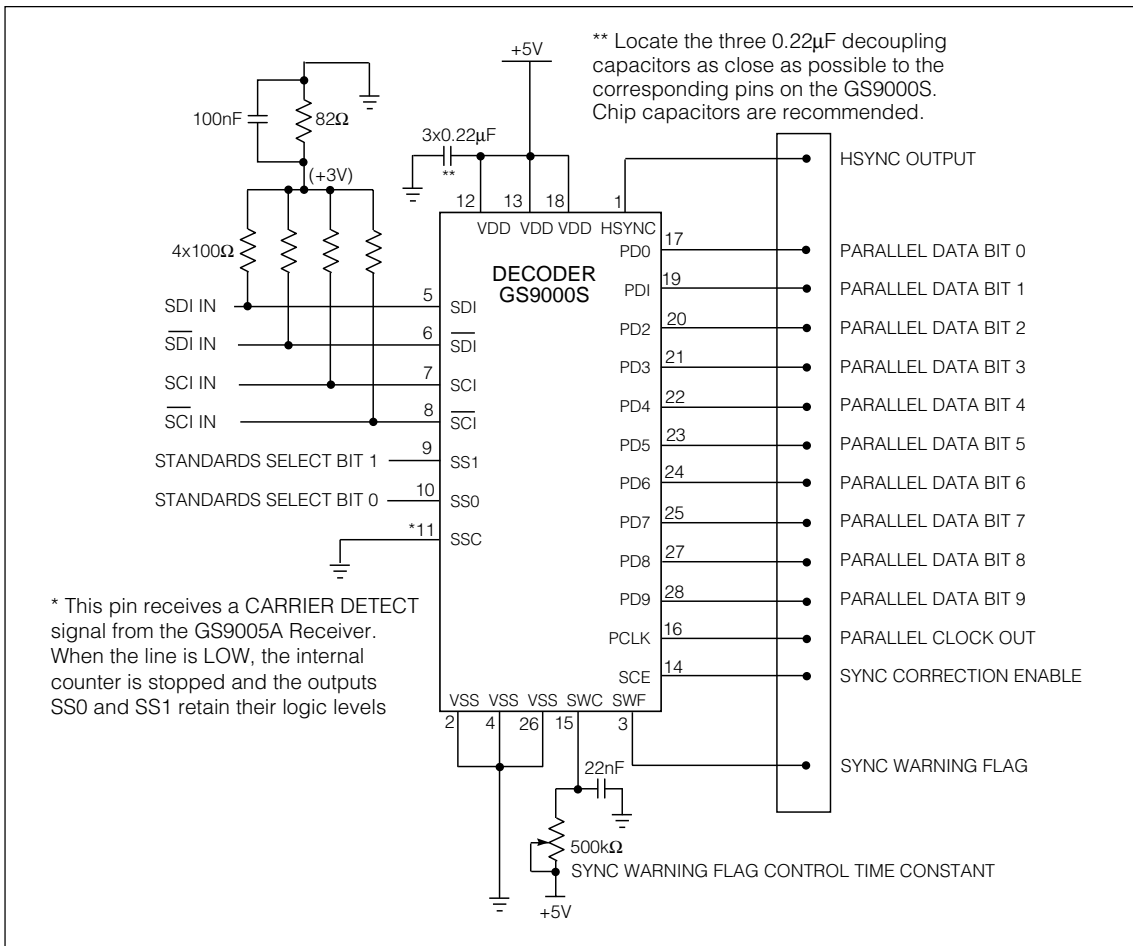 +5V
** Locate the three 0.22μF decoupling
capacitors as close as possible to the
corresponding pins on the GS9000S.
Chip capacitors are recommended.
100nF
82Ω
3x0.22μF
**
(+3V)
HSYNC OUTPUT
12
13
18
1
VDD
VDD
VDD
HSYNC
4x100Ω
DECODER
GS9000S
PD0
17
PARALLEL DATA BIT 0
SDI IN
5
SDI
PDI
19
PARALLEL DATA BIT 1
S̅D̅I̅ IN
6
S̅D̅I̅
PD2
20
PARALLEL DATA BIT 2
SCI IN
7
SCI
PD3
21
PARALLEL DATA BIT 3
S̅C̅I̅ IN
8
S̅C̅I̅
PD4
22
PARALLEL DATA BIT 4
STANDARDS SELECT BIT 1
9
SS1
PD5
23
PARALLEL DATA BIT 5
STANDARDS SELECT BIT 0
10
SS0
PD6
24
PARALLEL DATA BIT 6
*11
SSC
PD7
25
PARALLEL DATA BIT 7
PD8
27
PARALLEL DATA BIT 8
PD9
28
PARALLEL DATA BIT 9
PCLK
16
PARALLEL CLOCK OUT
SCE
14
SYNC CORRECTION ENABLE
* This pin receives a CARRIER DETECT
signal from the GS9005A Receiver.
When the line is LOW, the internal
counter is stopped and the outputs
SS0 and SS1 retain their logic levels
VSS
VSS
VSS
SWC
SWF
2
4
26
15
3
SYNC WARNING FLAG
22nF
500kΩ
SYNC WARNING FLAG CONTROL TIME CONSTANT
+5V